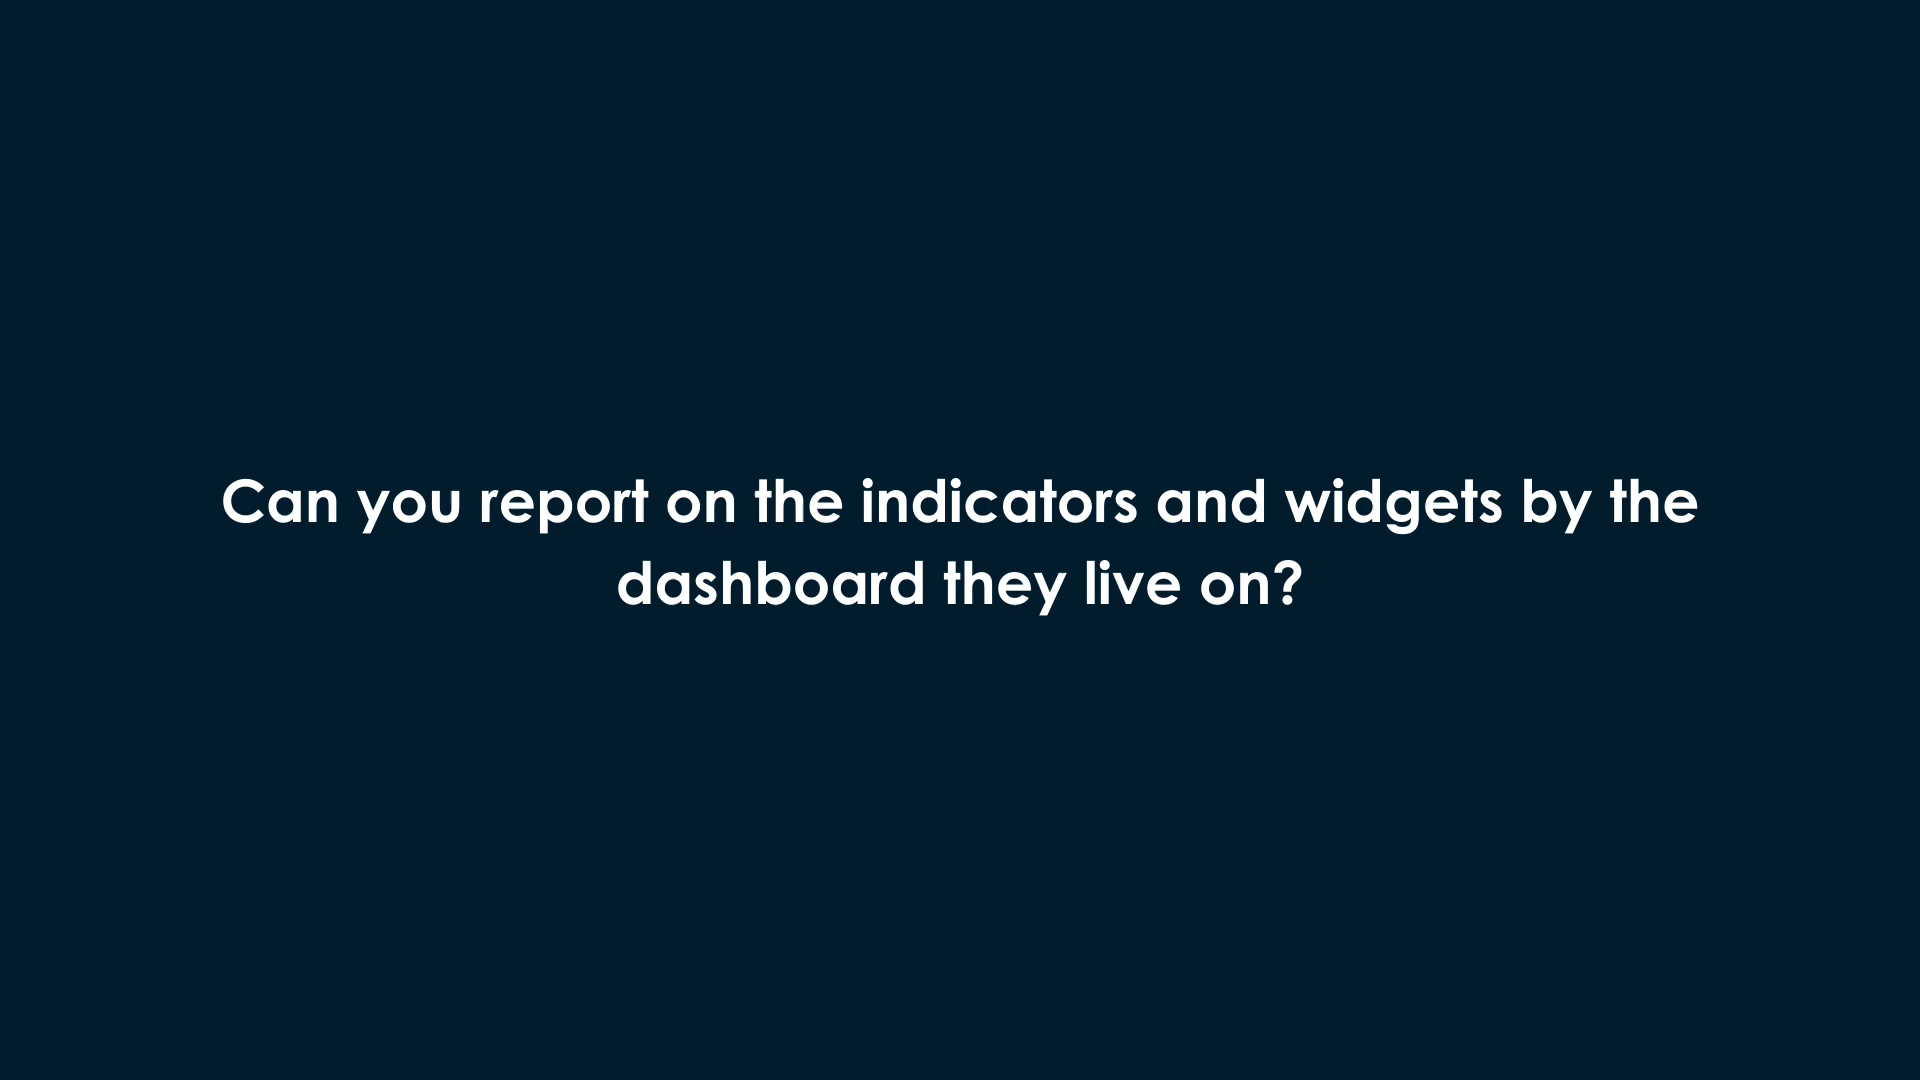 Can you report on the indicators and widgets by the
dashboard they live on?